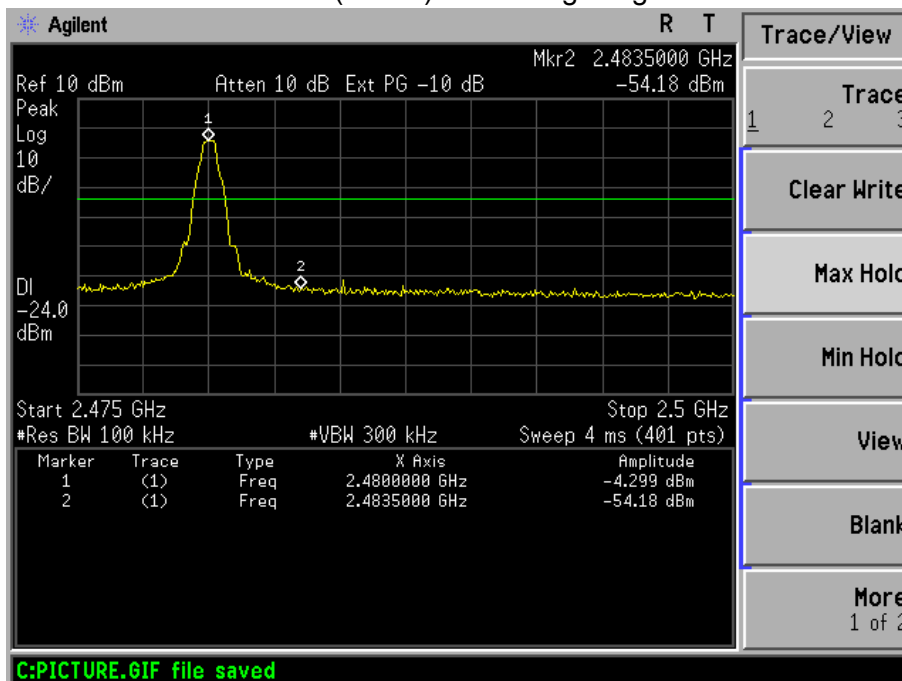 Agilent R T
Mkr2 2.4835000 GHz
Ref 10 dBm Atten 10 dB Ext PG -10 dB -54.18 dBm
Peak
Log
10
dB/
1
2
DI
-24.0
dBm
Start 2.475 GHz Stop 2.5 GHz
#Res BW 100 kHz #VBW 300 kHz Sweep 4 ms (401 pts)
Marker Trace Type X Axis Amplitude
1 (1) Freq 2.4800000 GHz -4.299 dBm
2 (1) Freq 2.4835000 GHz -54.18 dBm
C:PICTURE.GIF file saved
Trace/View
Trace
1 2 3
Clear Write
Max Hold
Min Hold
View
Blank
More
1 of 2